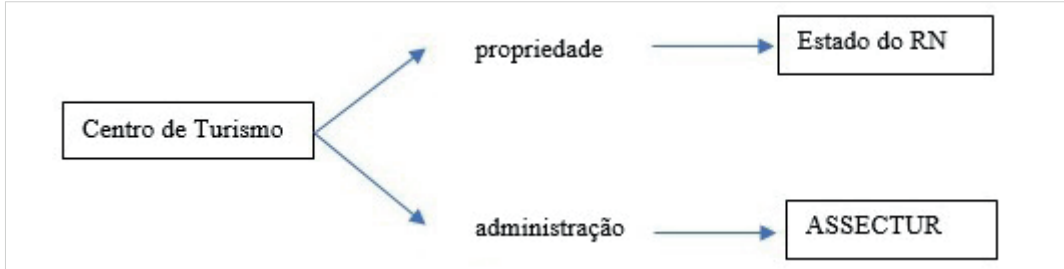 propriedade
Estado do RN
Centro de Turismo
administração
ASSECTUR